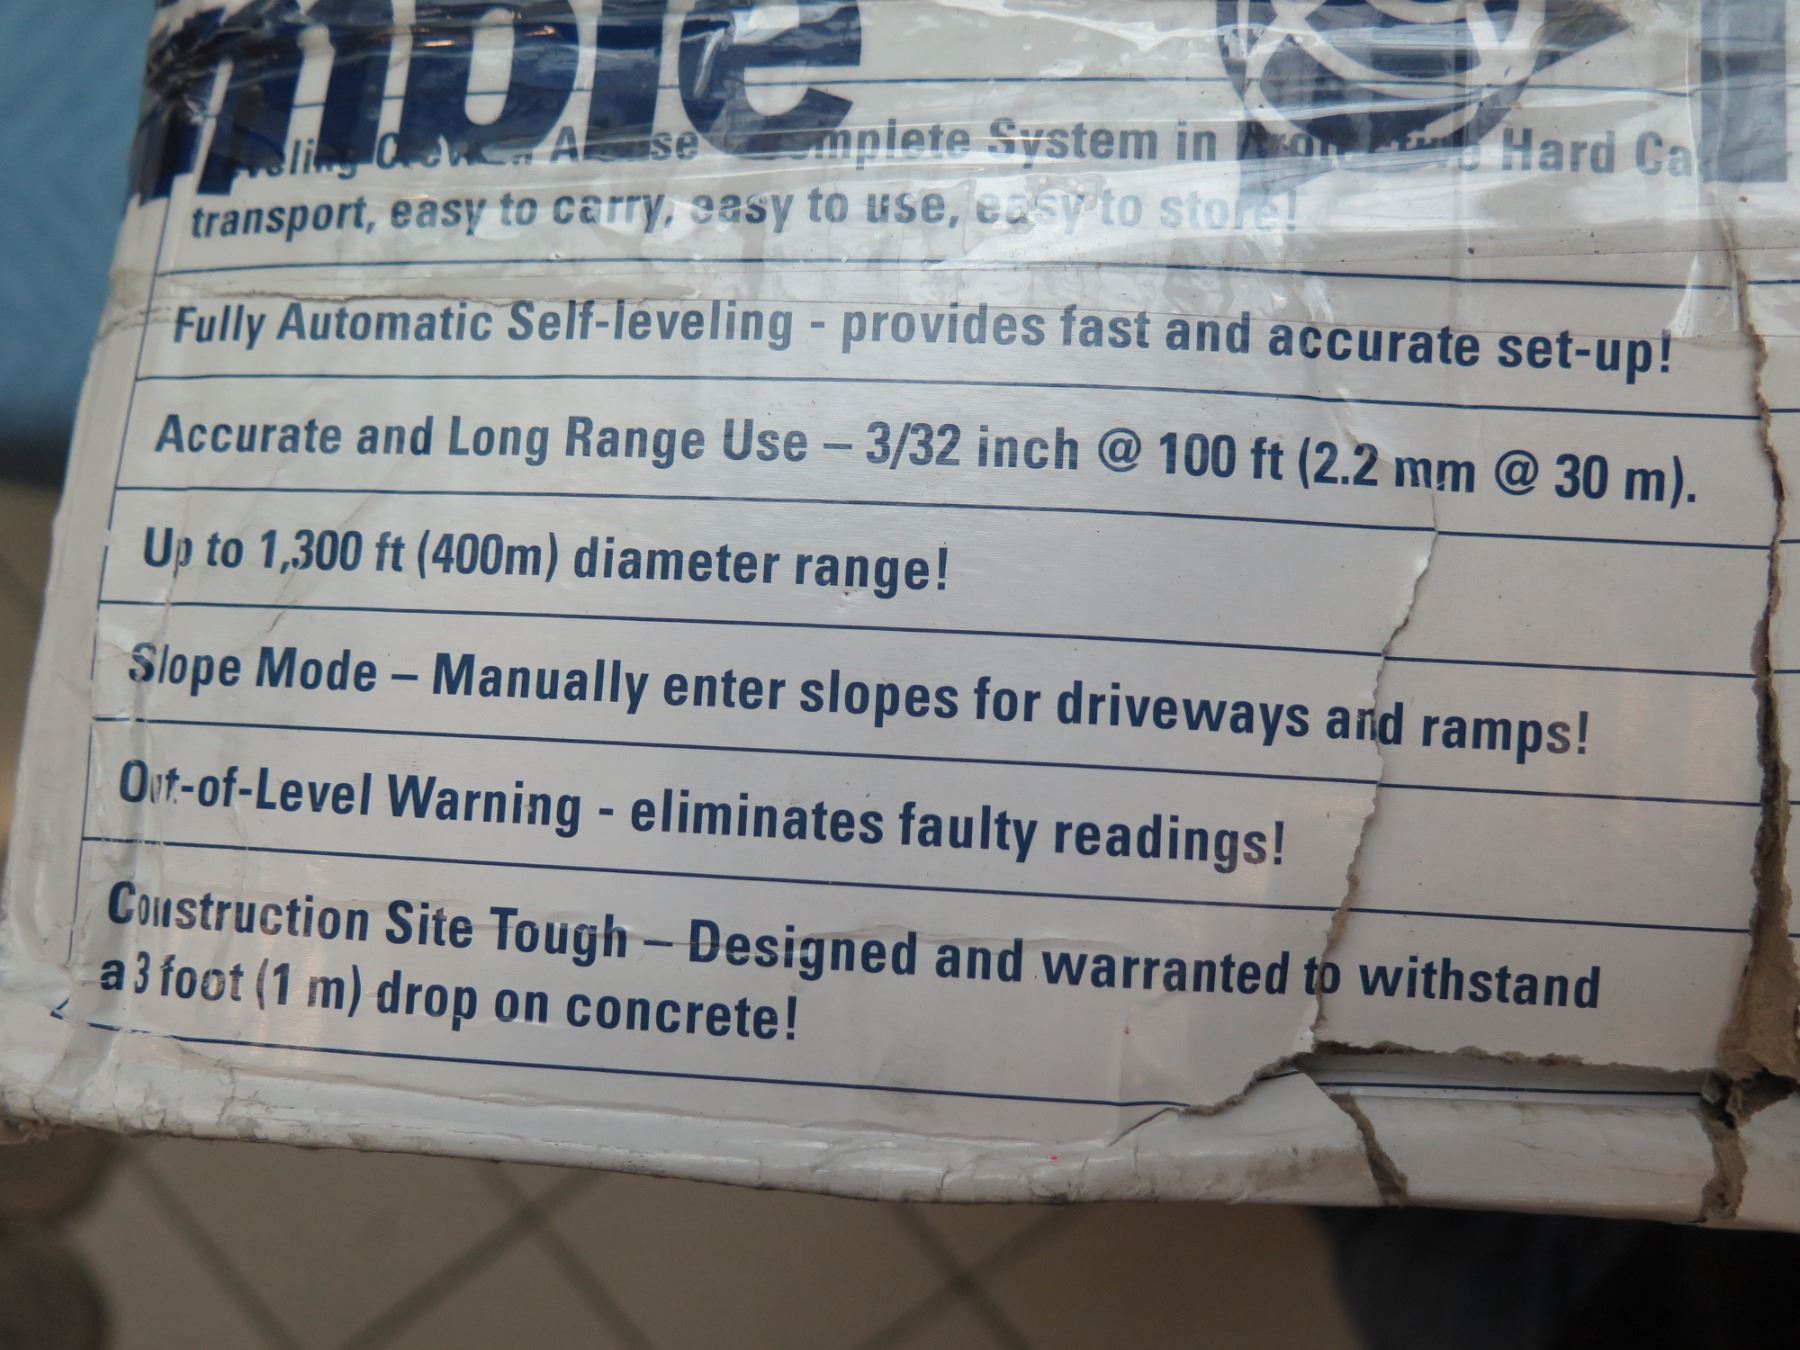 mplete System in Hard
transport, easy to carry, easy to use, easy to store!
Fully Automatic Self-leveling - provides fast and accurate set-up!
Accurate and Long Range Use – 3/32 inch @ 100 ft (2.2 mm @ 30 m).
Up to 1,300 ft (400m) diameter range!
Slope Mode – Manually enter slopes for driveways and ramps!
Out-of-Level Warning - eliminates faulty readings!
Construction Site Tough – Designed and warranted to withstand
a 3 foot (1 m) drop on concrete!